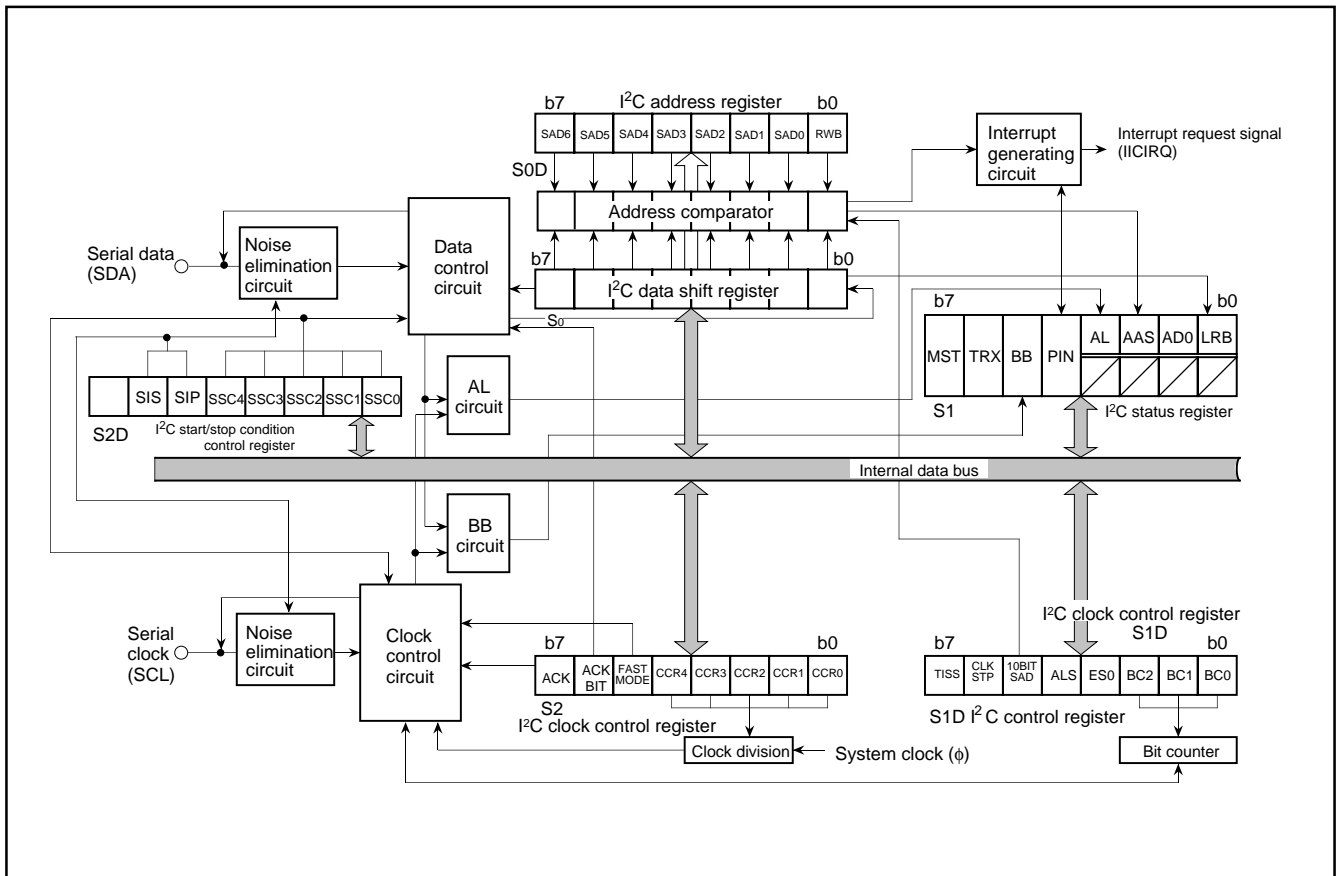 b7 I²C address register b0
SAD6 SAD5 SAD4 SAD3 SAD2 SAD1 SAD0 RWB
S0D
Address comparator
Interrupt
generating
circuit
Interrupt request signal
(IICIRQ)
Serial data
(SDA)
Noise
elimination
circuit
Data
control
circuit
b7 b0
I²C data shift register
S0
b7 b0
MST TRX BB PIN AL AAS AD0 LRB
S1
I²C status register
SIS SIP SSC4 SSC3 SSC2 SSC1 SSC0
S2D
I²C start/stop condition
control register
AL
circuit
Internal data bus
BB
circuit
Serial
clock
(SCL)
Noise
elimination
circuit
Clock
control
circuit
b7 b0
ACK ACK BIT FAST MODE CCR4 CCR3 CCR2 CCR1 CCR0
S2
I²C clock control register
Clock division
System clock (ϕ)
I²C clock control register
S1D
b7 b0
TISS CLK STP 10BIT SAD ALS ES0 BC2 BC1 BC0
S1D I² C control register
Bit counter